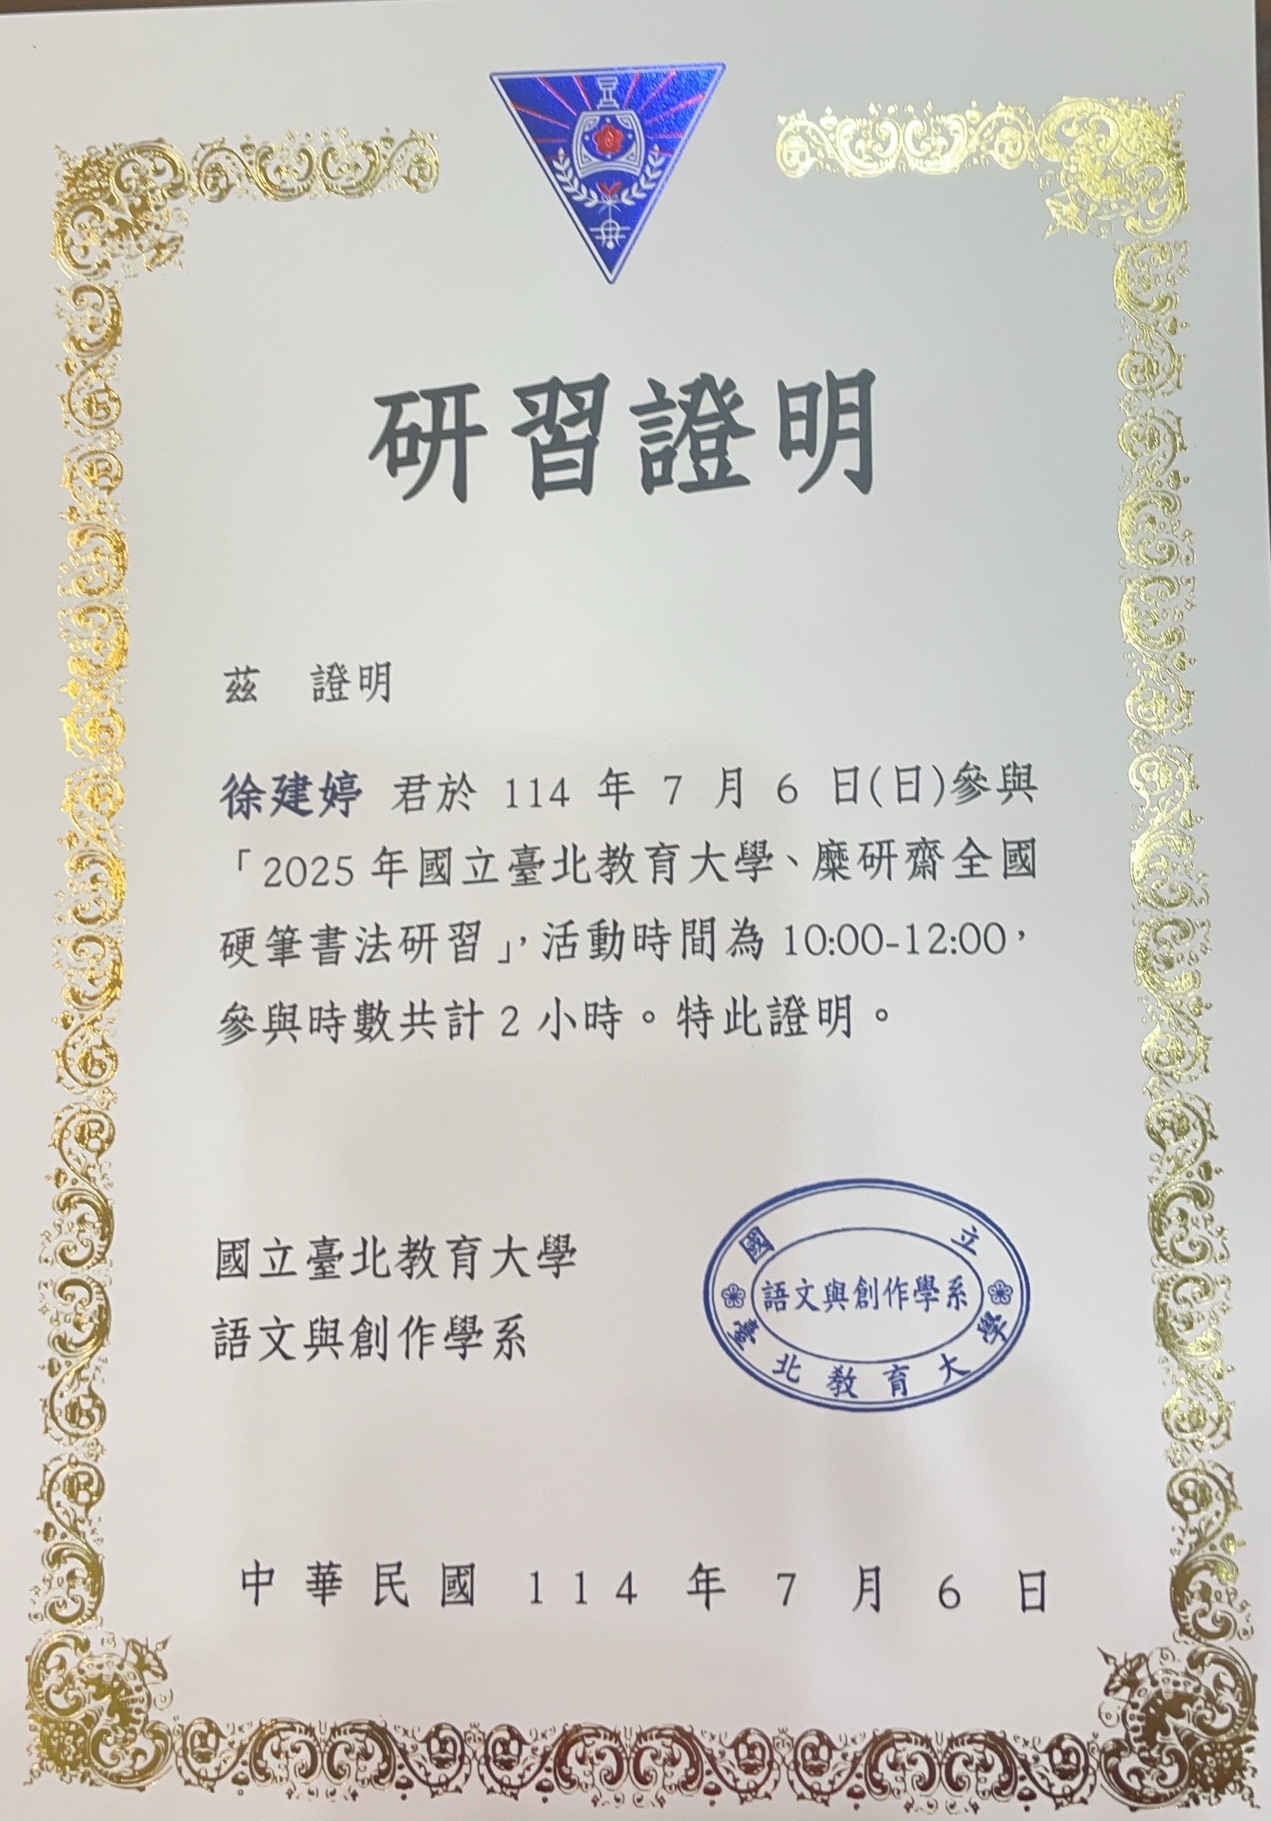 研習證明
茲　證明
徐建婷 君於 114 年 7 月 6 日(日)參與
「2025 年國立臺北教育大學、糜研齋全國
硬筆書法研習」，活動時間為 10:00-12:00，
參與時數共計 2 小時。特此證明。
國立臺北教育大學
語文與創作學系
國立
語文與創作學系
臺北教育大學
中華民國 114 年 7 月 6 日